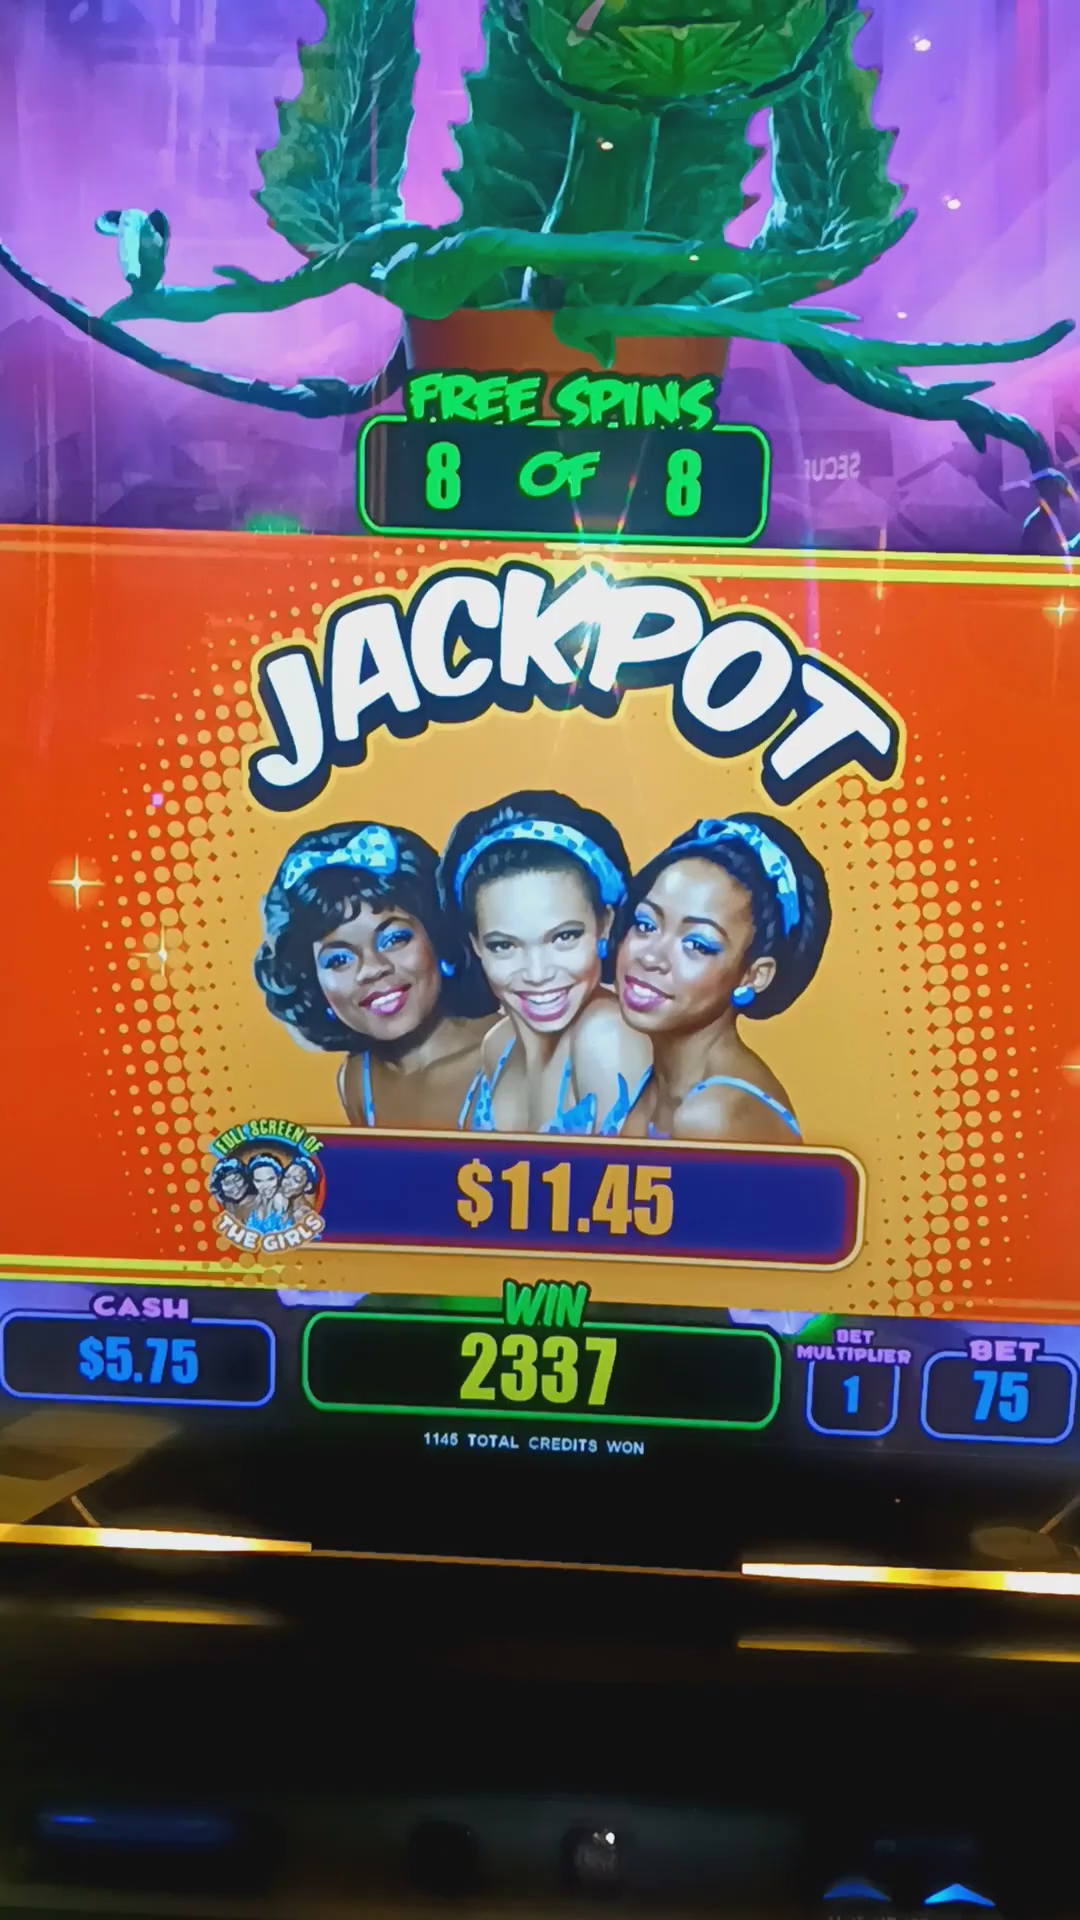 FREE SPINS
8 OF 8
JACKPOT
FULL SCREEN OF
THE GIRLS
$11.45
CASH
$5.75
WIN
2337
BET
MULTIPLIER
1
BET
75
1145 TOTAL CREDITS WON